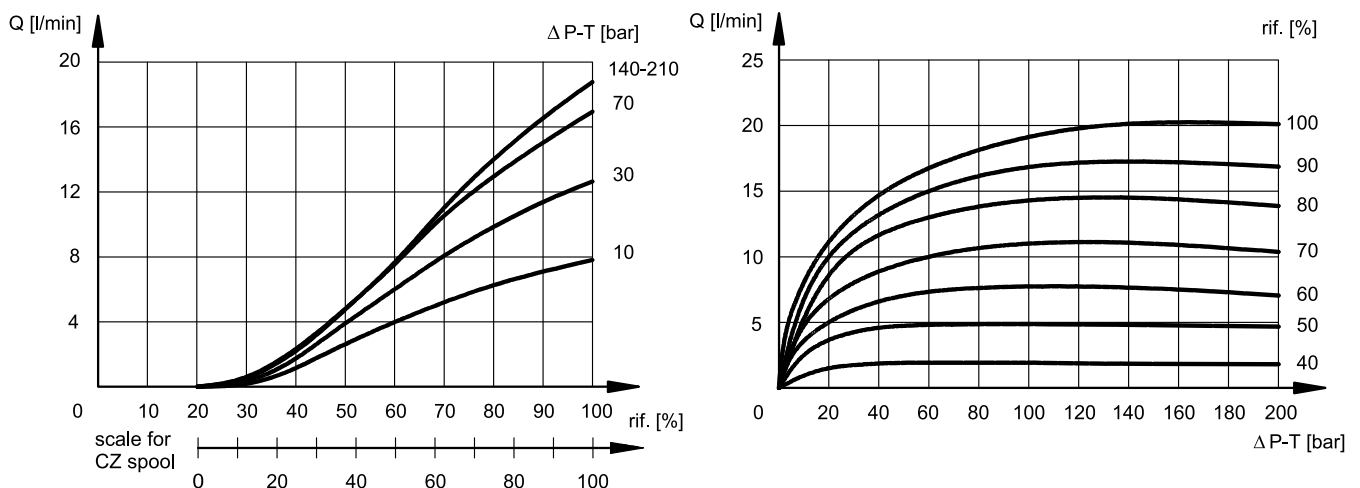 Q [l/min]
Δ P-T [bar]
20
16
12
8
4
140-210
70
30
10
0 10 20 30 40 50 60 70 80 90 100
rif. [%]
scale for
CZ spool
0 20 40 60 80 100
Q [l/min]
rif. [%]
25
20
15
10
5
100
90
80
70
60
50
40
0 20 40 60 80 100 120 140 160 180 200
Δ P-T [bar]